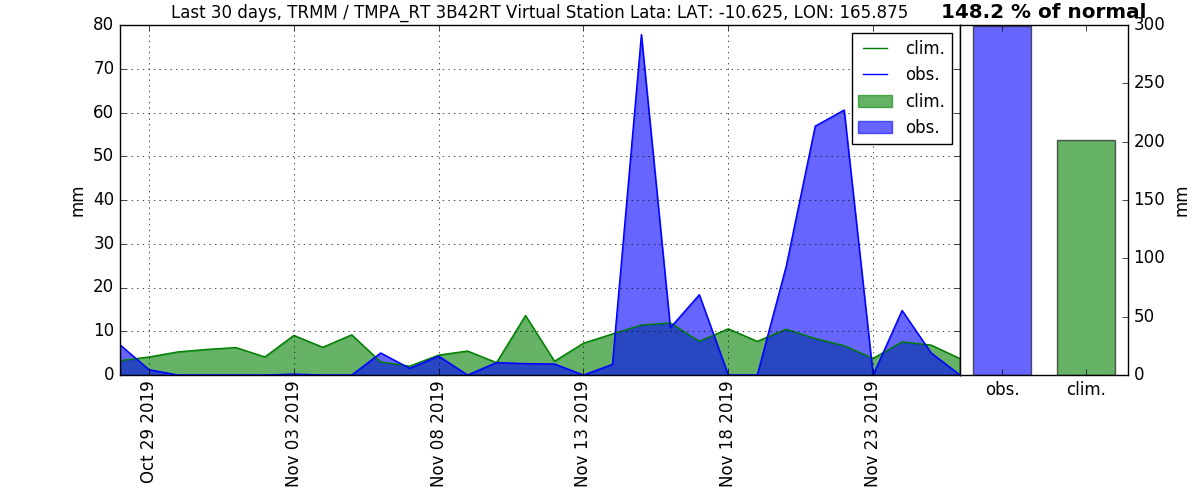 Last 30 days, TRMM / TMPA_RT 3B42RT Virtual Station Lata: LAT: -10.625, LON: 165.875
148.2 % of normal
80
70
60
50
40
30
20
10
0
mm
clim.
obs.
clim.
obs.
Oct 29 2019
Nov 03 2019
Nov 08 2019
Nov 13 2019
Nov 18 2019
Nov 23 2019
300
250
200
150
100
50
0
mm
obs.
clim.